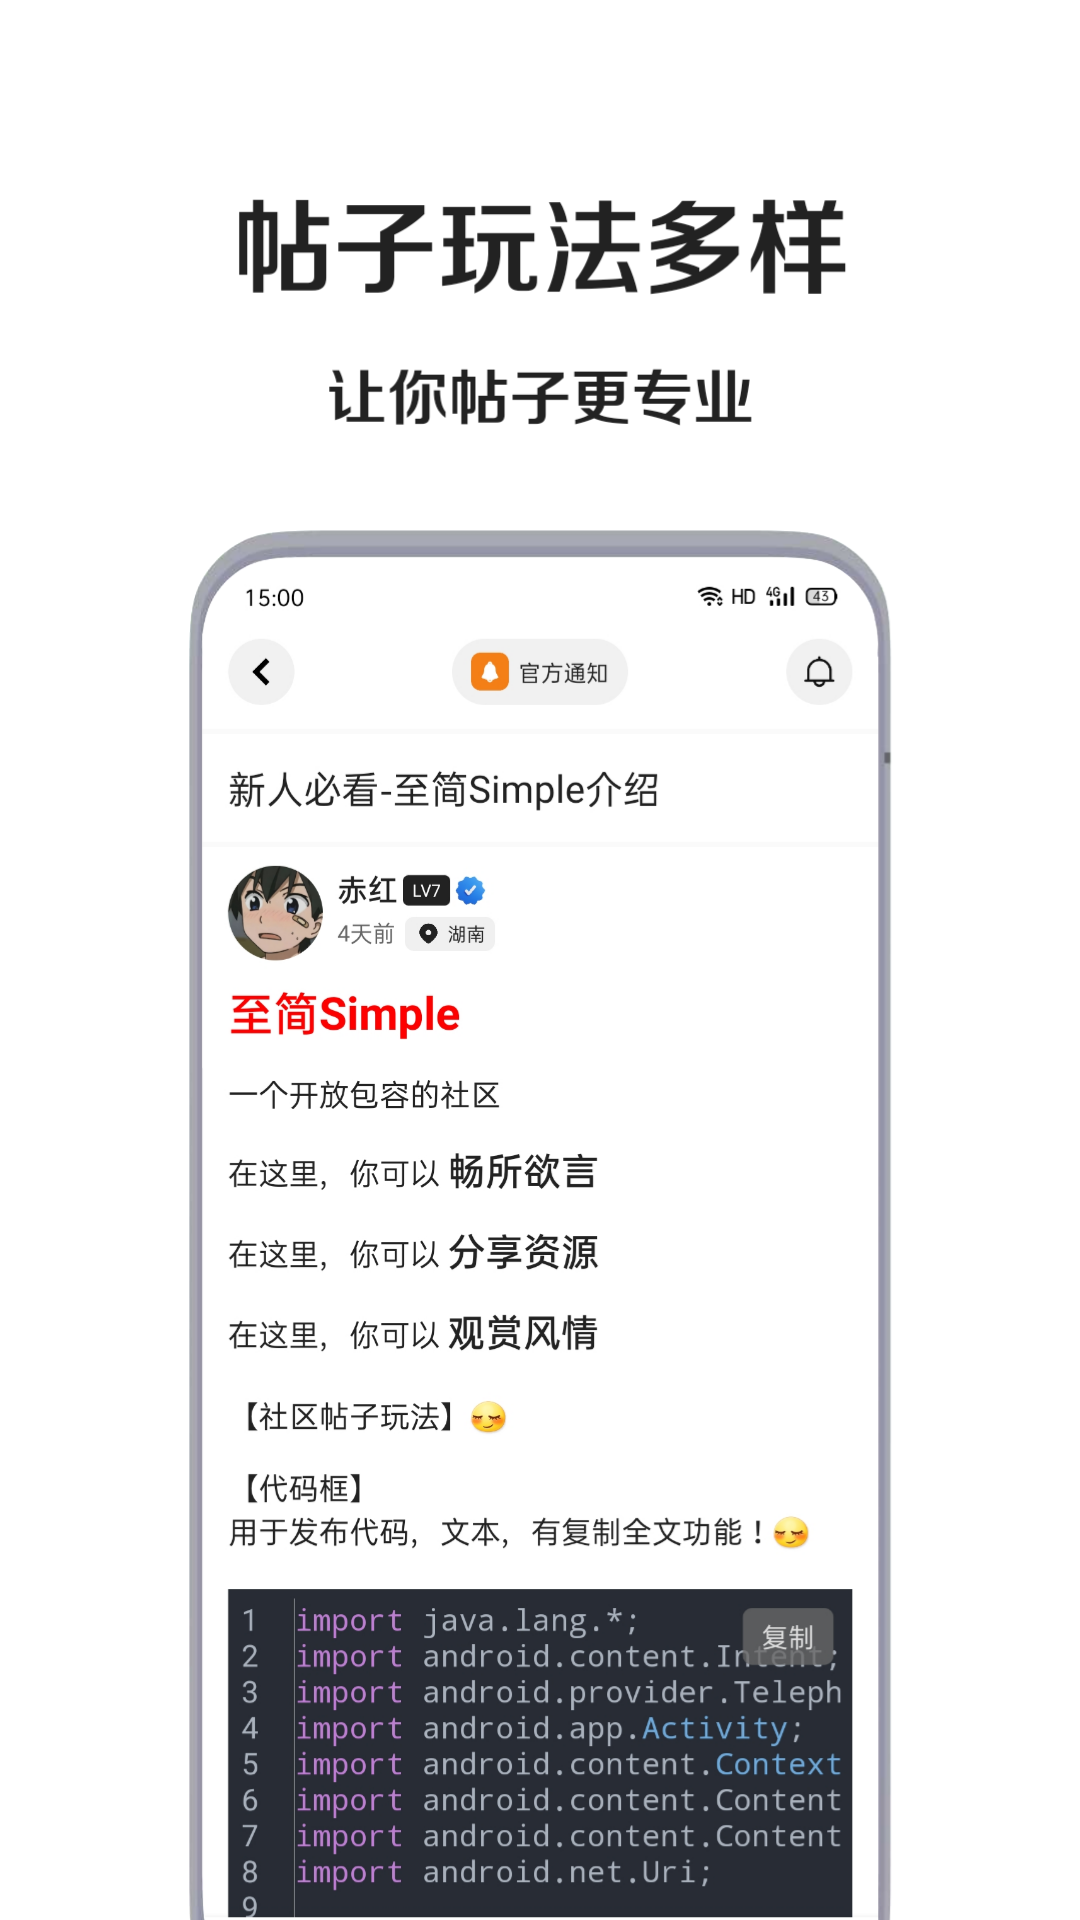 帖子玩法多样
让你帖子更专业
15:00 HD 4G 43
官方通知
新人必看-至简Simple介绍
赤红 LV7
4天前 湖南
至简Simple
一个开放包容的社区
在这里，你可以 畅所欲言
在这里，你可以 分享资源
在这里，你可以 观赏风情
【社区帖子玩法】
【代码框】
用于发布代码，文本，有复制全文功能！
复制
1 import java.lang.*;
2 import android.content.Intent;
3 import android.provider.Teleph
4 import android.app.Activity;
5 import android.content.Context
6 import android.content.Content
7 import android.content.Content
8 import android.net.Uri;
9